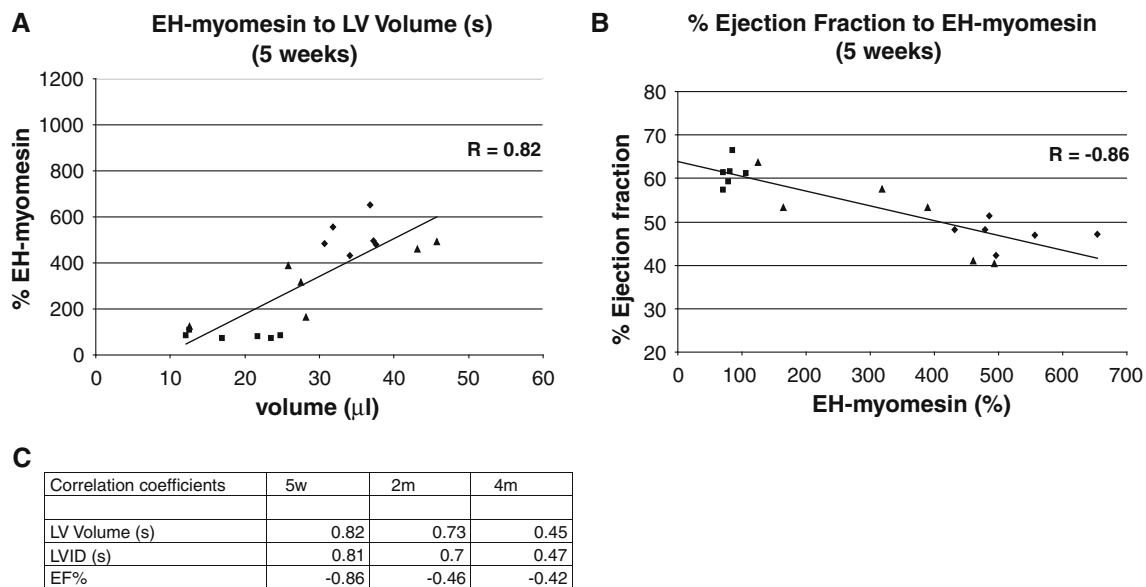 A
EH-myomesin to LV Volume (s)
(5 weeks)
1200
1000
800
600
400
200
0
% EH-myomesin
R = 0.82
0 10 20 30 40 50 60
volume (μl)
B
% Ejection Fraction to EH-myomesin
(5 weeks)
80
70
60
50
40
30
20
% Ejection fraction
R = -0.86
0 100 200 300 400 500 600 700
EH-myomesin (%)
C
Correlation coefficients 5w 2m 4m
LV Volume (s) 0.82 0.73 0.45
LVID (s) 0.81 0.7 0.47
EF% -0.86 -0.46 -0.42